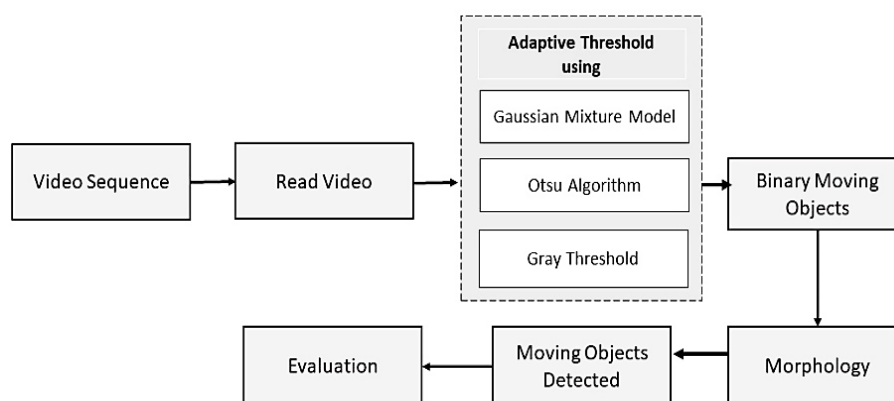 Adaptive Threshold
using
Gaussian Mixture Model
Video Sequence
Read Video
Otsu Algorithm
Binary Moving
Objects
Gray Threshold
Evaluation
Moving Objects
Detected
Morphology